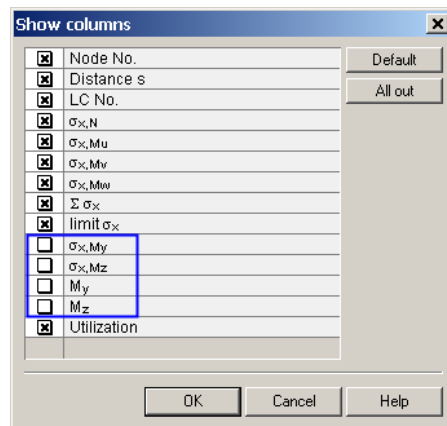 Show columns
Node No.
Default
Distance s
All out
LC No.
σx,N
σx,Mu
σx,Mv
σx,Mw
Σ σx
limit σx
σx,My
σx,Mz
My
Mz
Utilization
OK
Cancel
Help